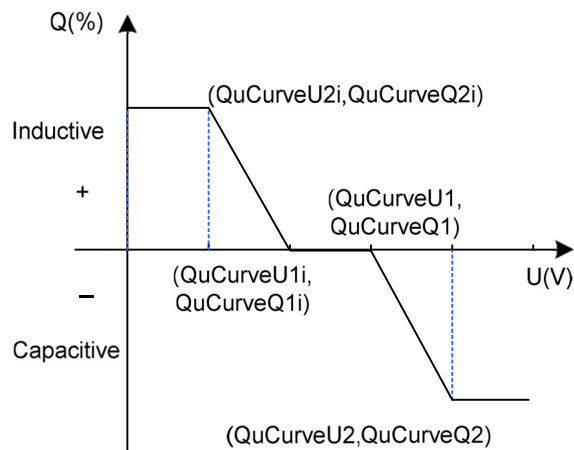 Q(%)
(QuCurveU2i,QuCurveQ2i)
Inductive
+
(QuCurveU1,
QuCurveQ1)
U(V)
(QuCurveU1i,
QuCurveQ1i)
−
Capacitive
(QuCurveU2,QuCurveQ2)